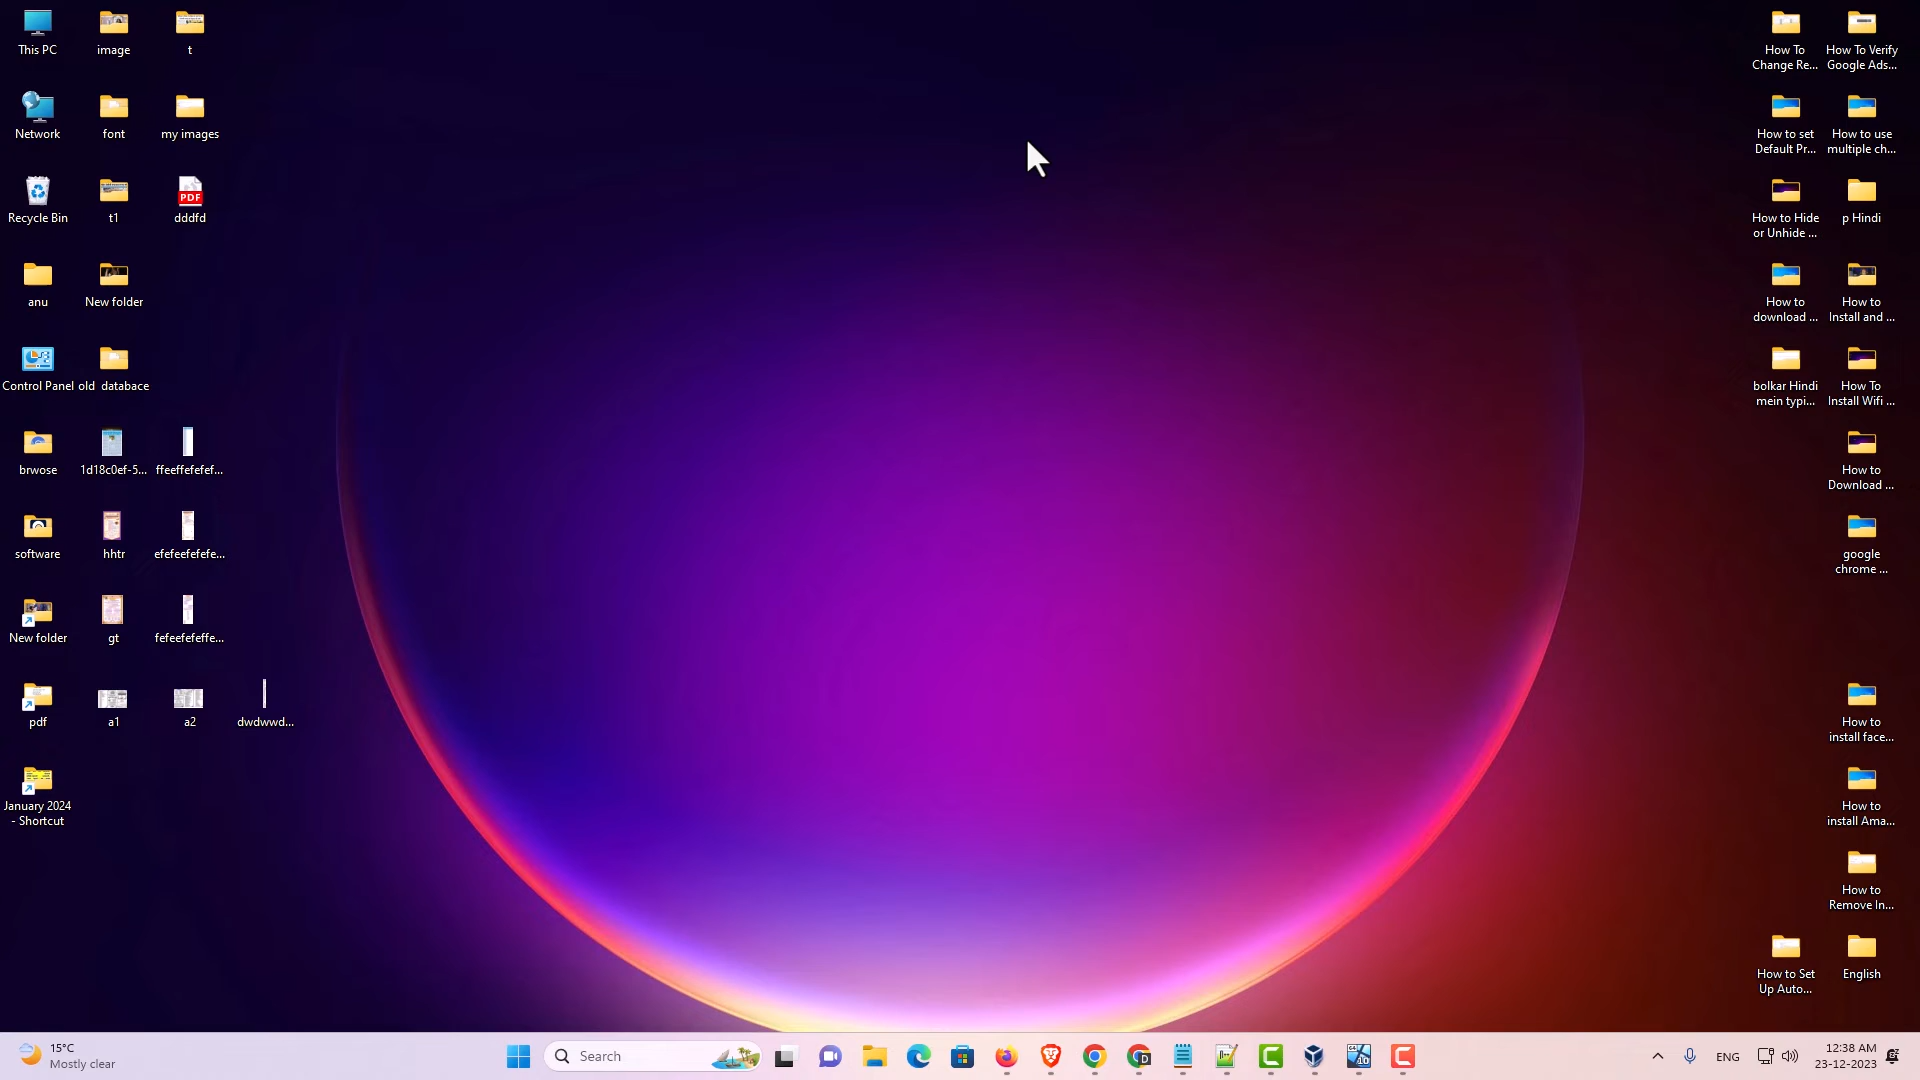 This PC
image
t
How To
Change Re...
How To Verify
Google Ads...
Network
font
my images
How to set
Default Pr...
How to use
multiple ch...
Recycle Bin
t1
PDF
dddfd
How to Hide
or Unhide ...
p Hindi
anu
New folder
How to
download ...
How to
Install and ...
Control Panel
old databace
bolkar Hindi
mein typi...
How To
Install Wifi ...
brwose
1d18c0ef-5...
ffeeffefefef...
How to
Download ...
software
hhtr
efefeefefefe...
google
chrome ...
New folder
gt
fefeefefeffe...
pdf
a1
a2
dwdwwd...
How to
install face...
January 2024
- Shortcut
How to
install Ama...
How to
Remove In...
How to Set
Up Auto...
English
15°C
Mostly clear
Search
ENG
12:38 AM
23-12-2023